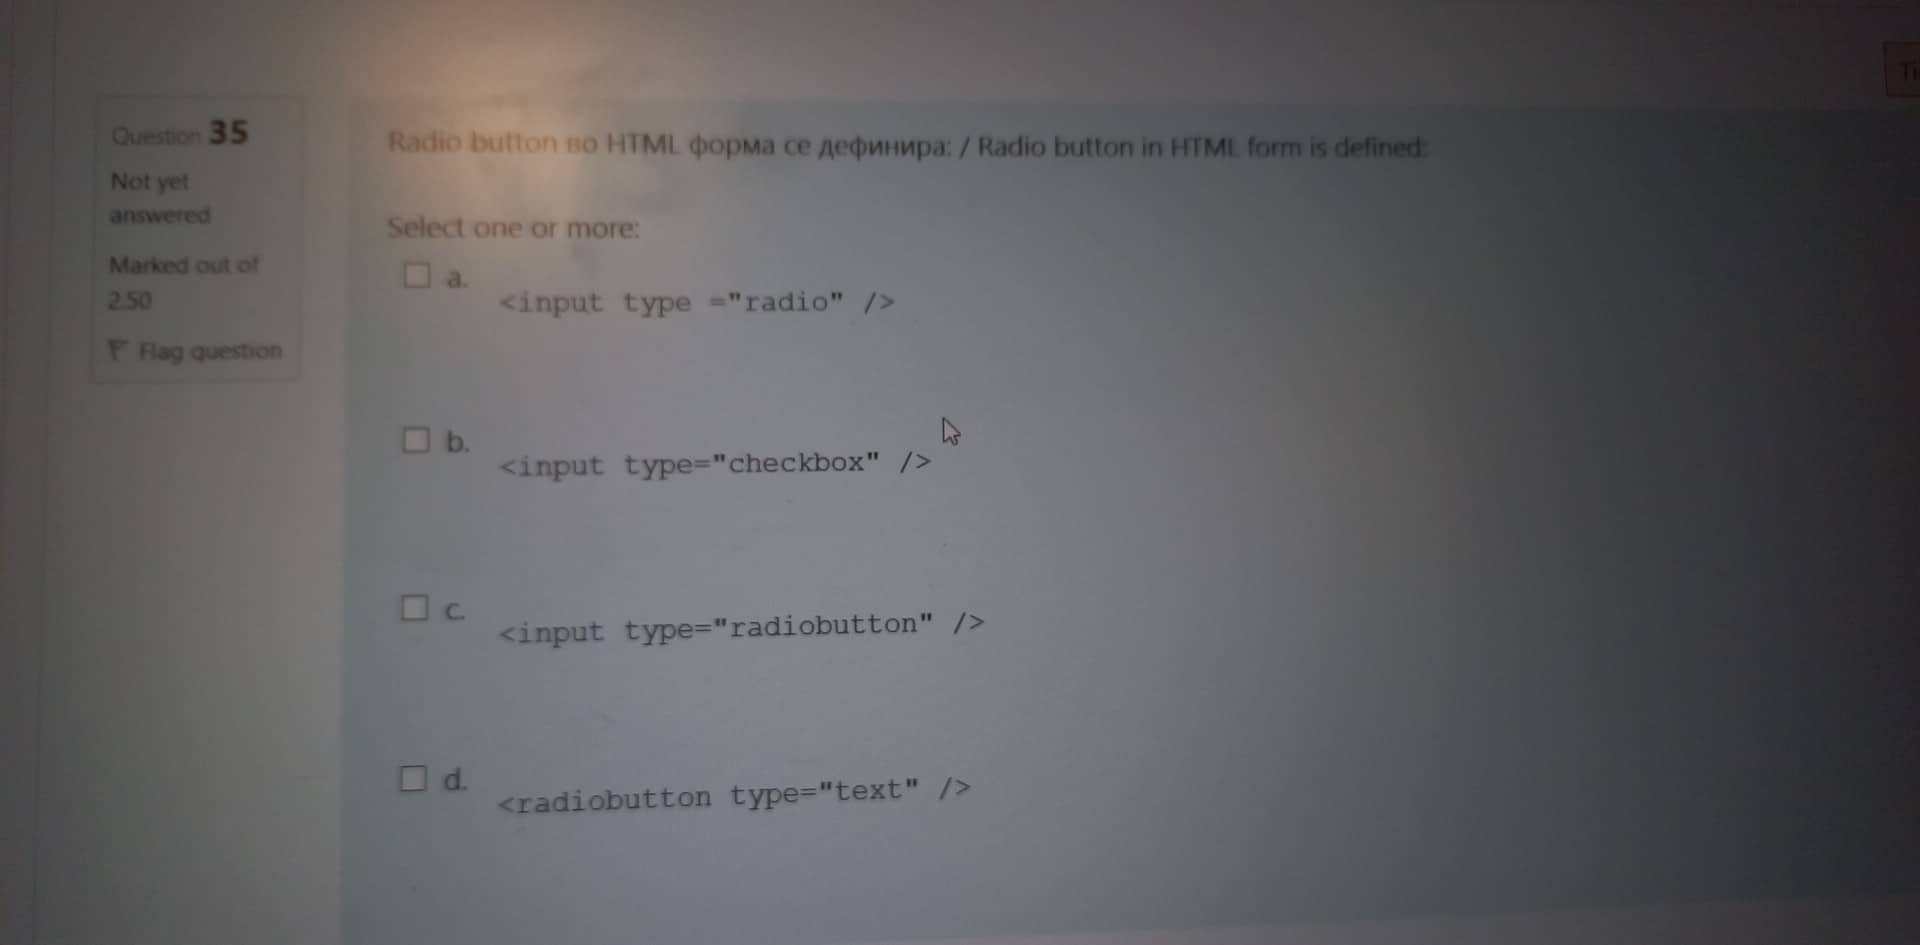 Ti
Question 35
Not yet
answered
Marked out of
2.50
Flag question
Radio button во HTML форма се дефинира: / Radio button in HTML form is defined:
Select one or more:
a.
<input type ="radio" />
b.
<input type="checkbox" />
c.
<input type="radiobutton" />
d.
<radiobutton type="text" />